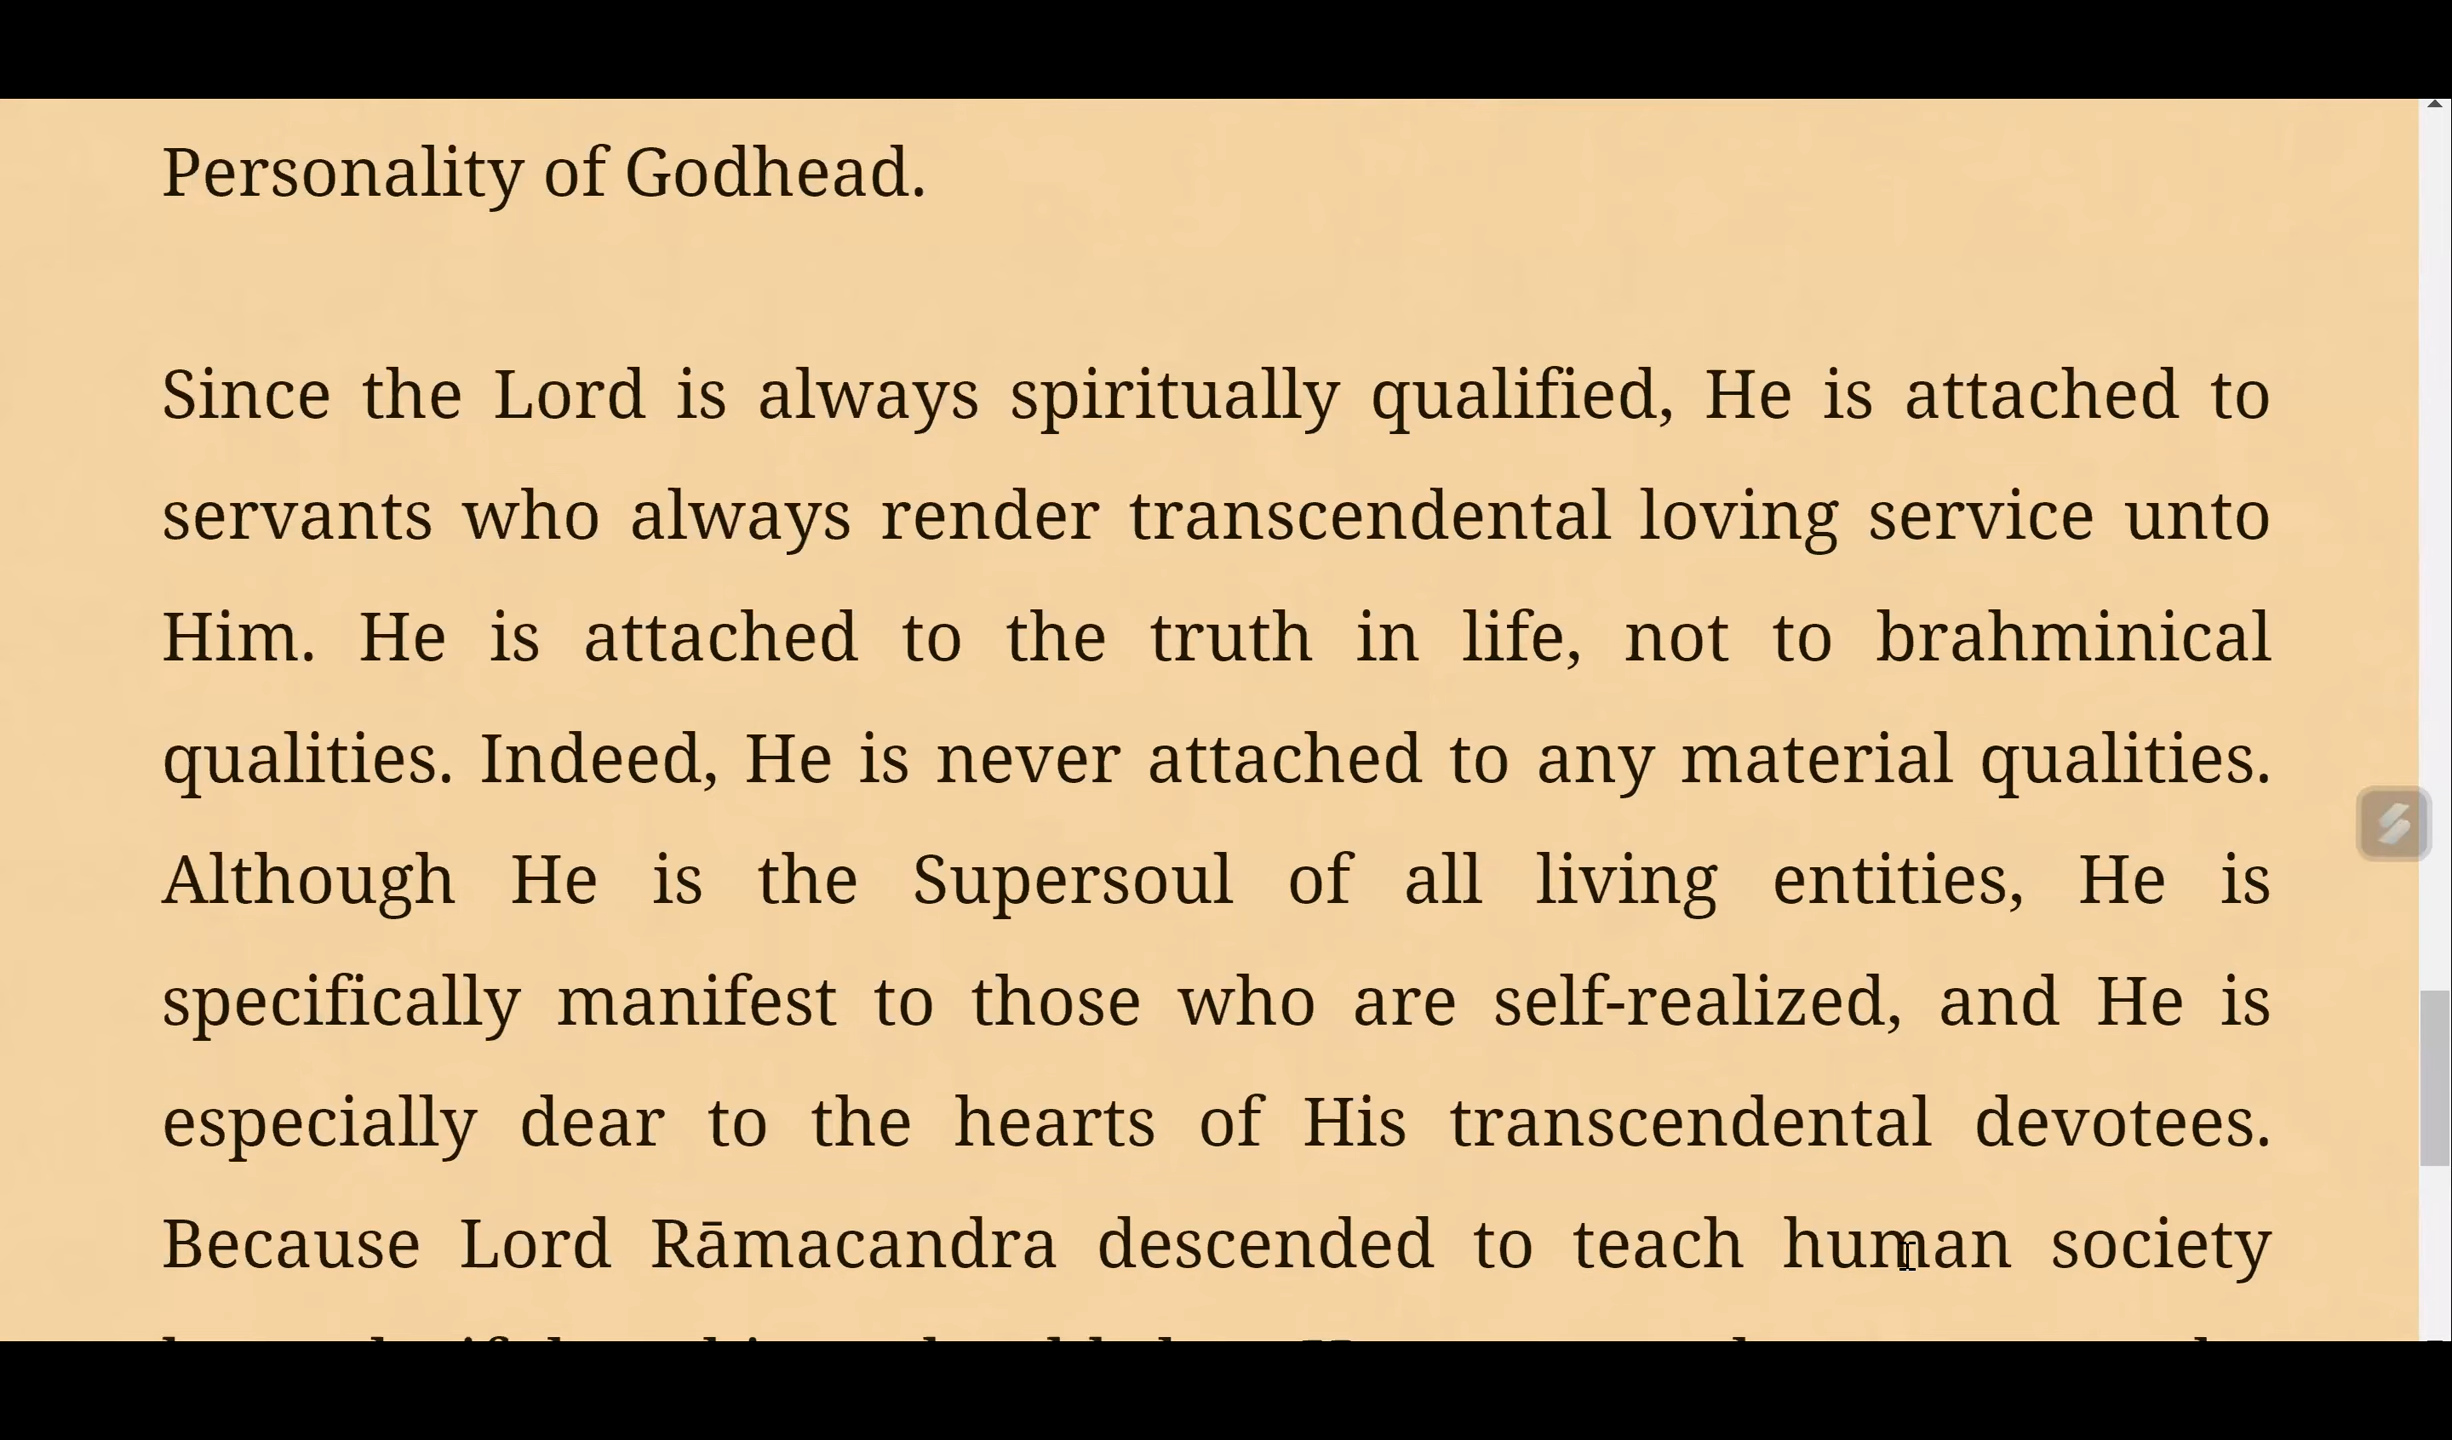 Personality of Godhead.
Since the Lord is always spiritually qualified, He is attached to
servants who always render transcendental loving service unto
Him. He is attached to the truth in life, not to brahminical
qualities. Indeed, He is never attached to any material qualities.
Although He is the Supersoul of all living entities, He is
specifically manifest to those who are self-realized, and He is
especially dear to the hearts of His transcendental devotees.
Because Lord Rāmacandra descended to teach human society